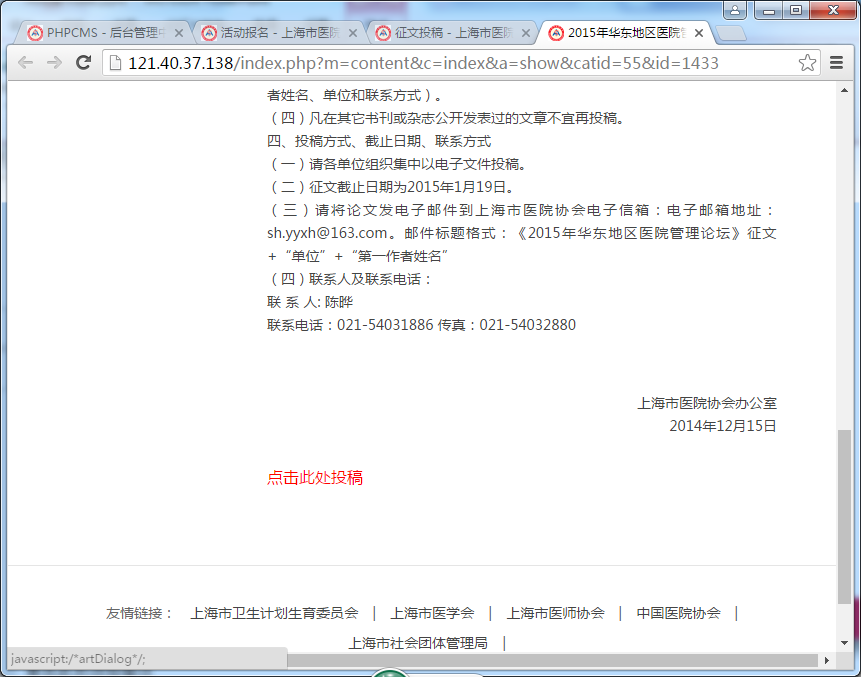 PHPCMS - 后台管理中
活动报名 - 上海市医院
征文投稿 - 上海市医院
2015年华东地区医院管
121.40.37.138/index.php?m=content&c=index&a=show&catid=55&id=1433
者姓名、单位和联系方式）。
（四）凡在其它书刊或杂志公开发表过的文章不宜再投稿。
四、投稿方式、截止日期、联系方式
（一）请各单位组织集中以电子文件投稿。
（二）征文截止日期为2015年1月19日。
（三）请将论文发电子邮件到上海市医院协会电子信箱：电子邮箱地址：
sh.yyxh@163.com。邮件标题格式：《2015年华东地区医院管理论坛》征文
+“单位”+“第一作者姓名”
（四）联系人及联系电话：
联 系 人: 陈晔
联系电话：021-54031886 传真：021-54032880
上海市医院协会办公室
2014年12月15日
点击此处投稿
友情链接： 上海市卫生计划生育委员会 | 上海市医学会 | 上海市医师协会 | 中国医院协会 |
上海市社会团体管理局 |
javascript:/*artDialog*/;